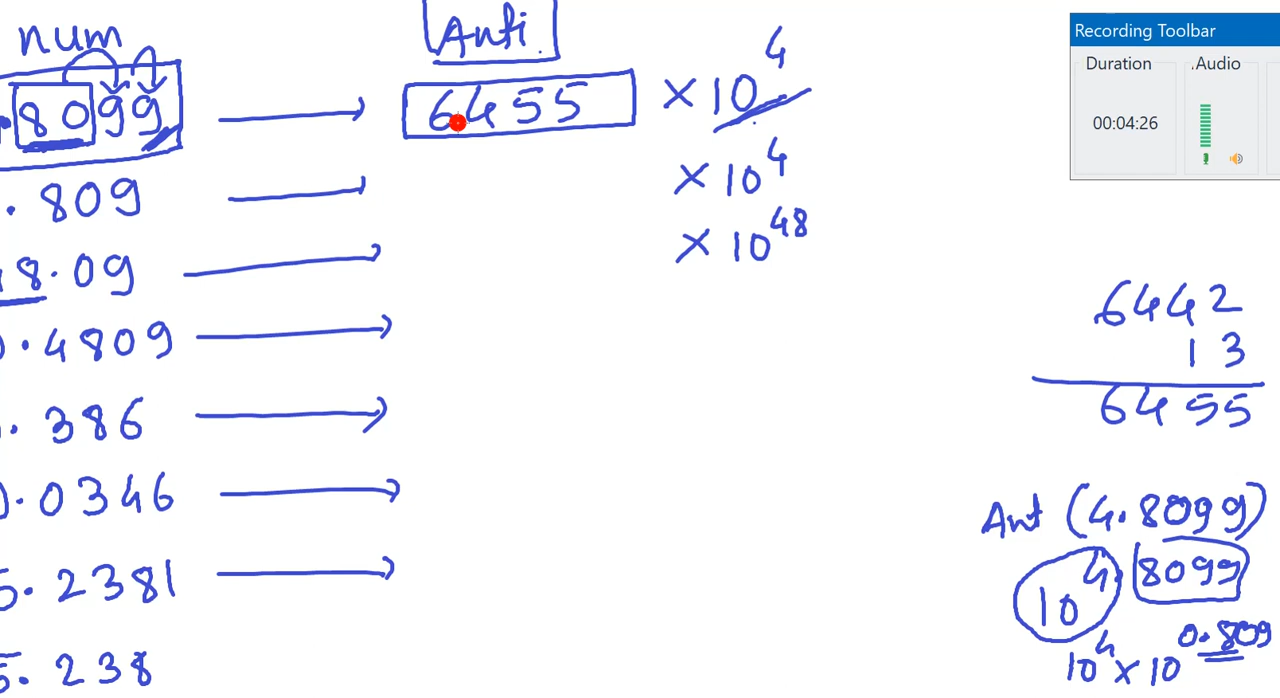 num
Anti.
.8099 → 6455 × 10^4
.809 → × 10^4
8.09 → × 10^48
.4809 →
.386 →
.0346 →
5.2381 →
5.238
Recording Toolbar
Duration
Audio
00:04:26
6442
13
6455
Ant (4.8099)
10^4.8099
10^4 × 10^0.809